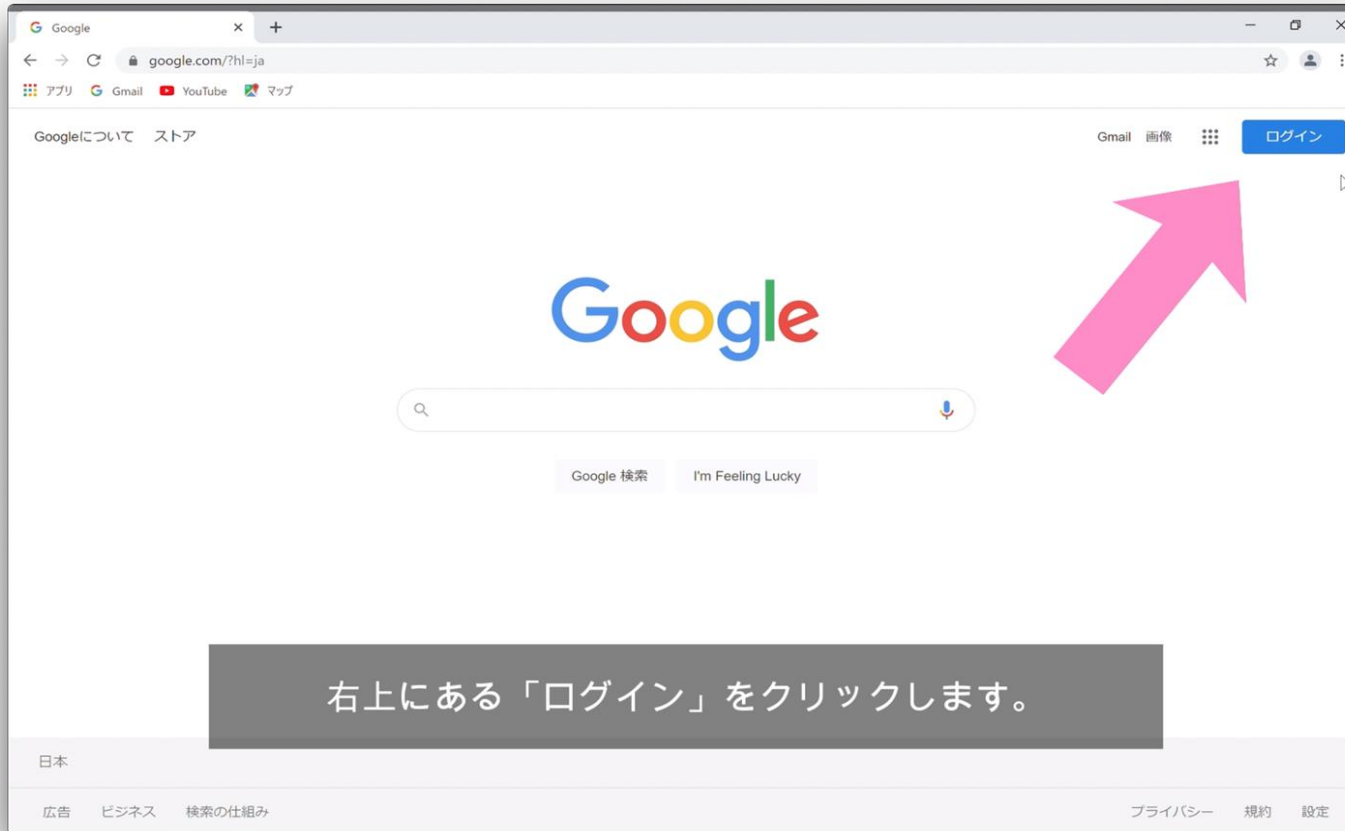 Google
google.com/?hl=ja
アプリ Gmail YouTube マップ
Googleについて ストア Gmail 画像 ログイン
Google
Google 検索 I'm Feeling Lucky
右上にある「ログイン」をクリックします。
日本
広告 ビジネス 検索の仕組み プライバシー 規約 設定